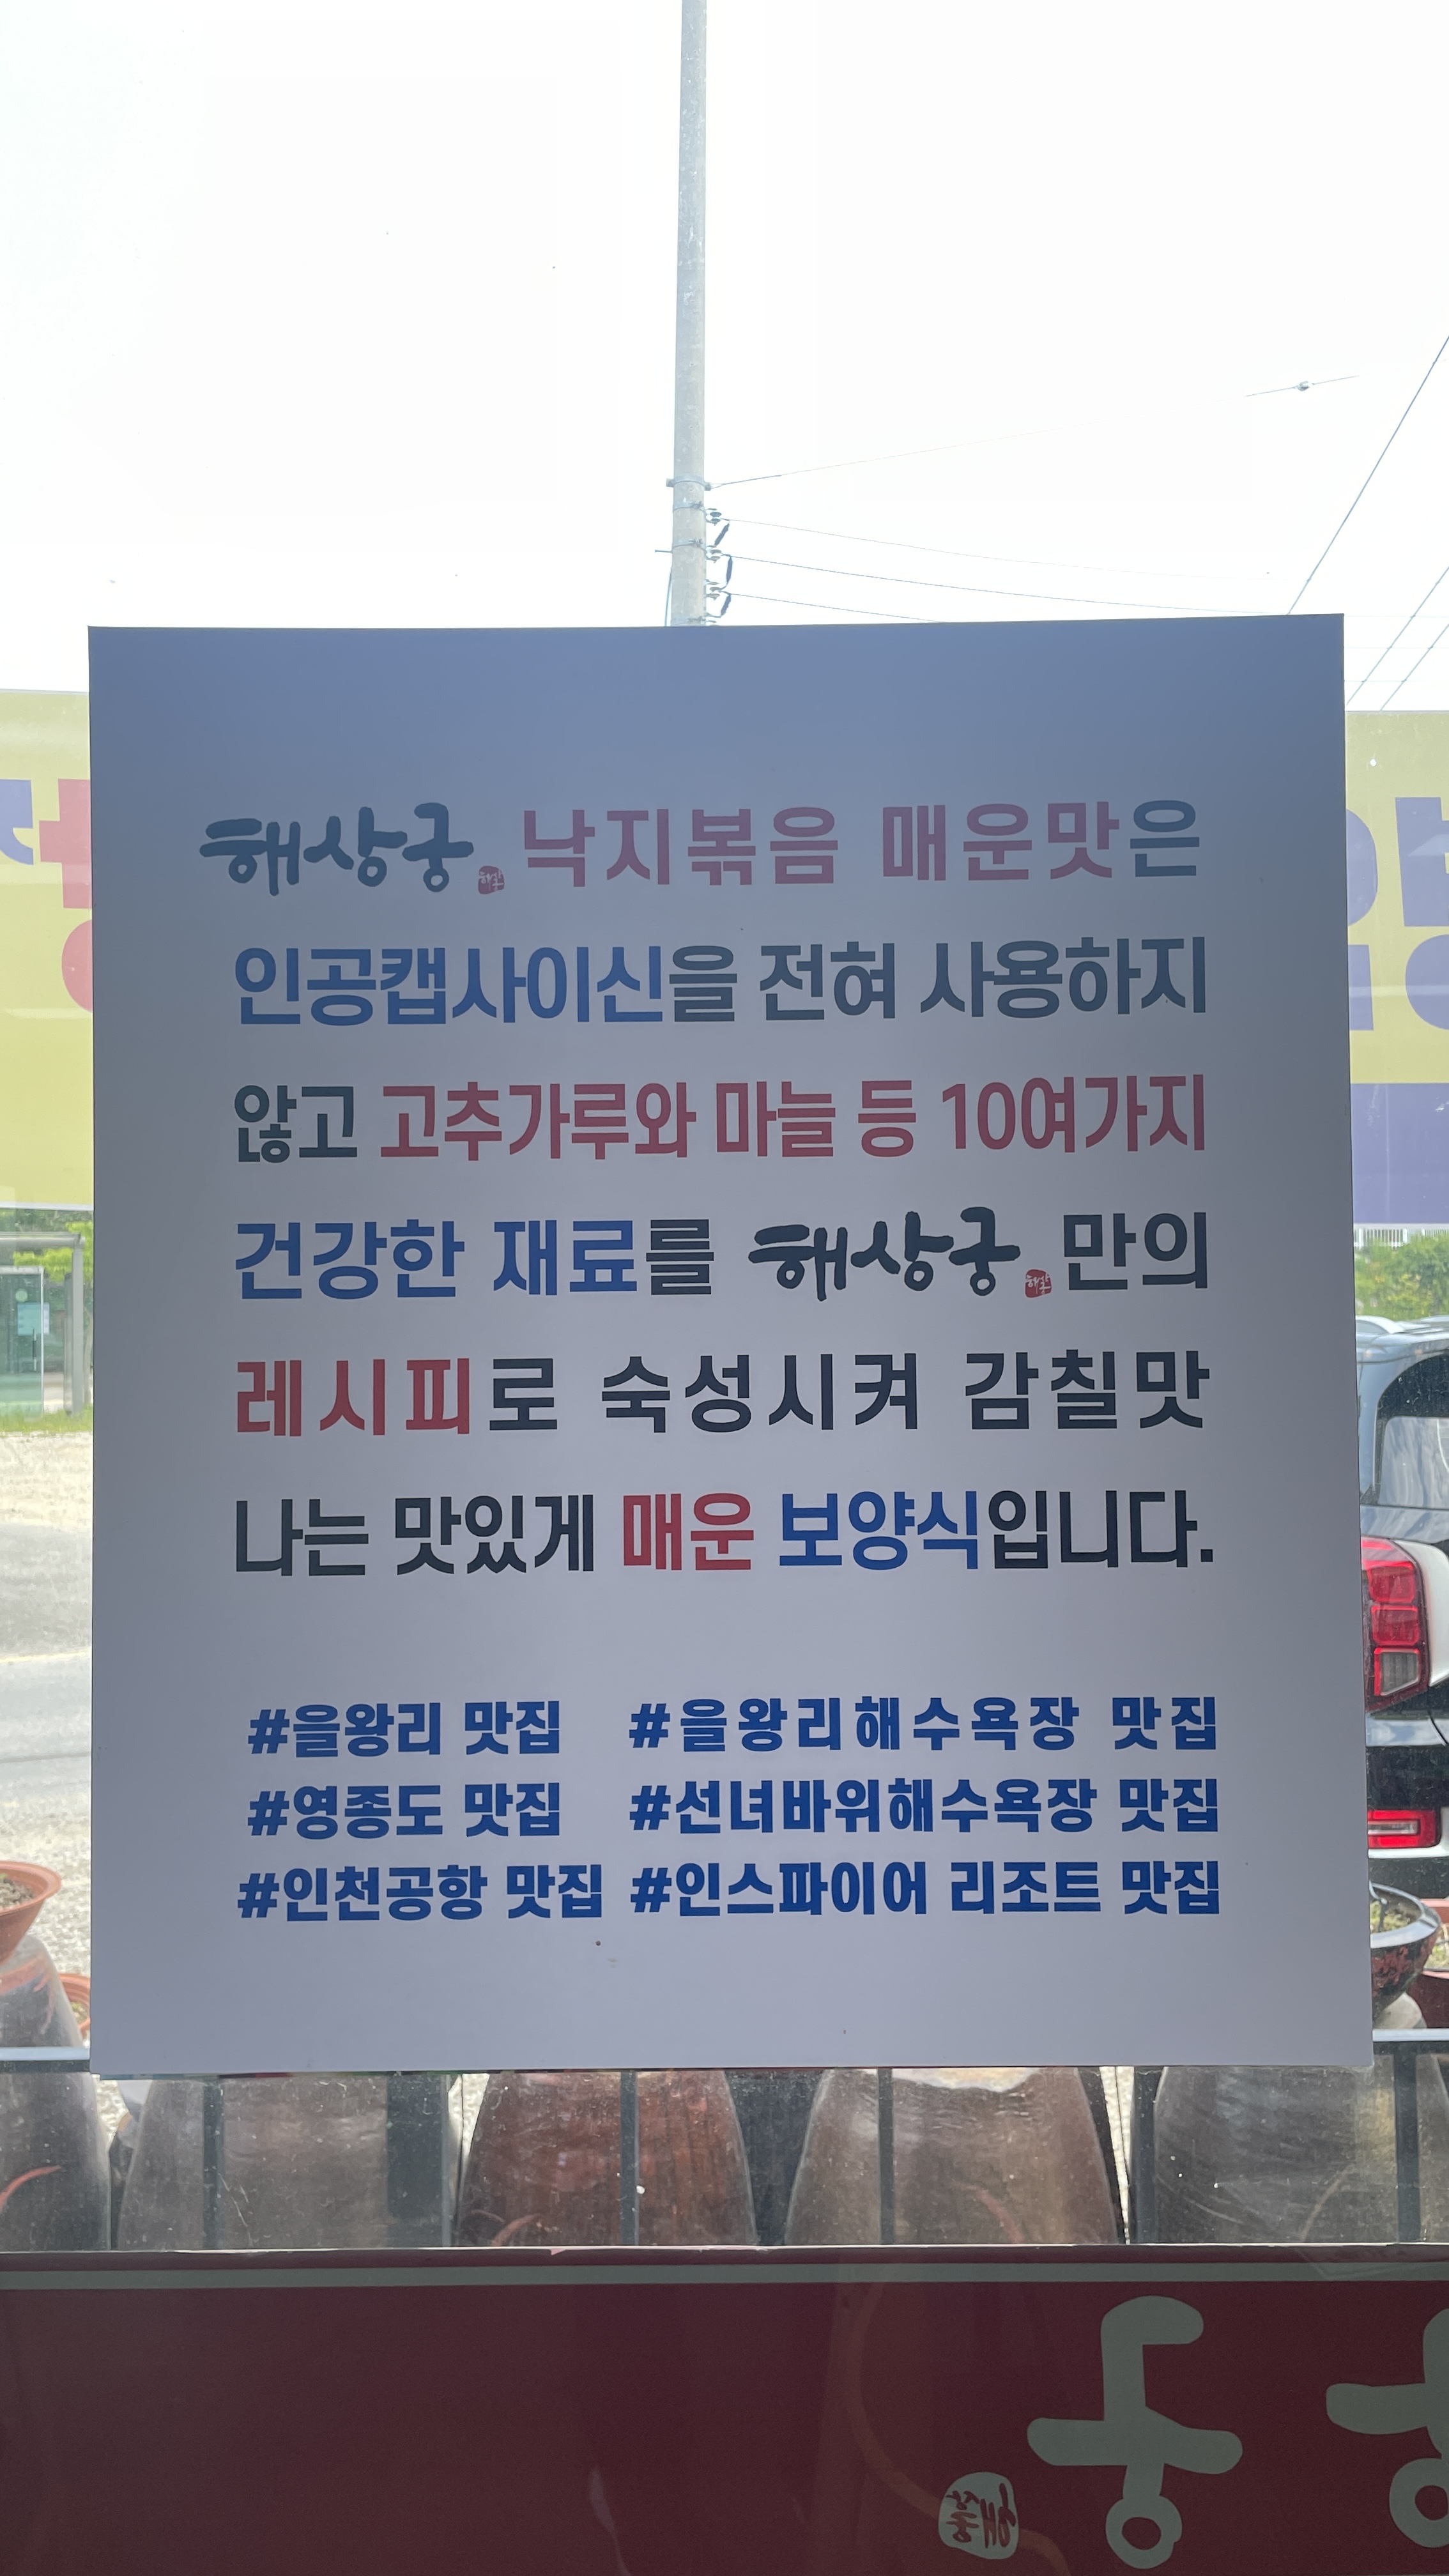 해상궁 낙지볶음 매운맛은
인공캡사이신을 전혀 사용하지
않고 고추가루와 마늘 등 10여가지
건강한 재료를 해상궁 만의
레시피로 숙성시켜 감칠맛
나는 맛있게 매운 보양식입니다.
#을왕리 맛집 #을왕리해수욕장 맛집
#영종도 맛집 #선녀바위해수욕장 맛집
#인천공항 맛집 #인스파이어 리조트 맛집